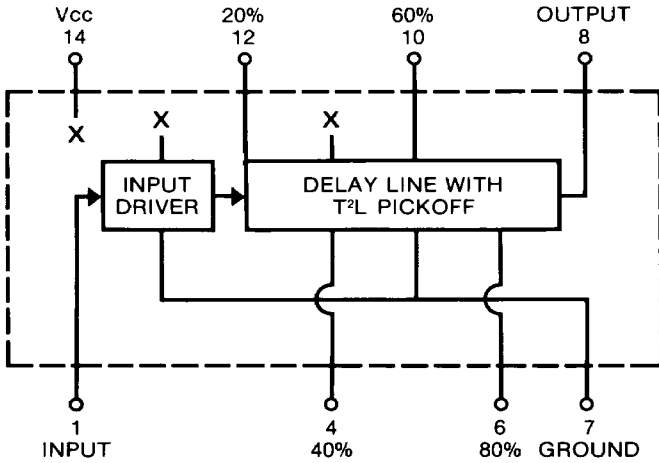 Vcc 20% 60% OUTPUT
14 12 10 8
X X X
INPUT
DRIVER
DELAY LINE WITH
T²L PICKOFF
1 4 6 7
INPUT 40% 80% GROUND